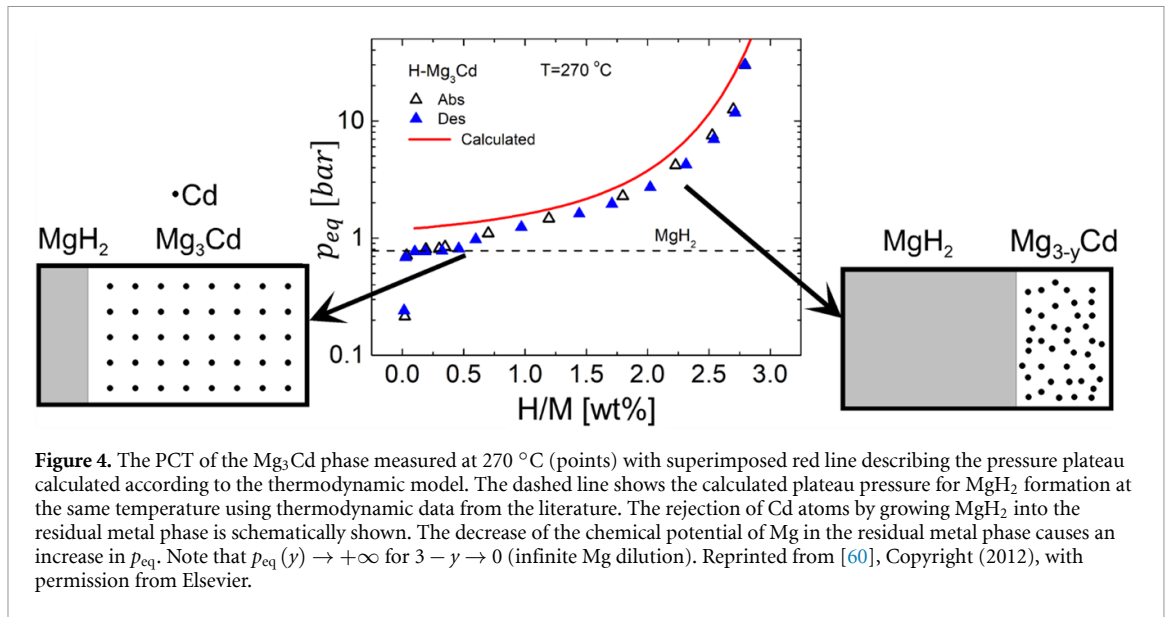 H-Mg₃Cd T=270 °C
Abs
Des
Calculated
10
1
0.1
p_eq [bar]
MgH₂
0.0 0.5 1.0 1.5 2.0 2.5 3.0
H/M [wt%]
•Cd
MgH₂ Mg₃Cd
MgH₂ Mg₃₋yCd
Figure 4. The PCT of the Mg₃Cd phase measured at 270 °C (points) with superimposed red line describing the pressure plateau
calculated according to the thermodynamic model. The dashed line shows the calculated plateau pressure for MgH₂ formation at
the same temperature using thermodynamic data from the literature. The rejection of Cd atoms by growing MgH₂ into the
residual metal phase is schematically shown. The decrease of the chemical potential of Mg in the residual metal phase causes an
increase in p_eq. Note that p_eq (y) → +∞ for 3 − y → 0 (infinite Mg dilution). Reprinted from [60], Copyright (2012), with
permission from Elsevier.